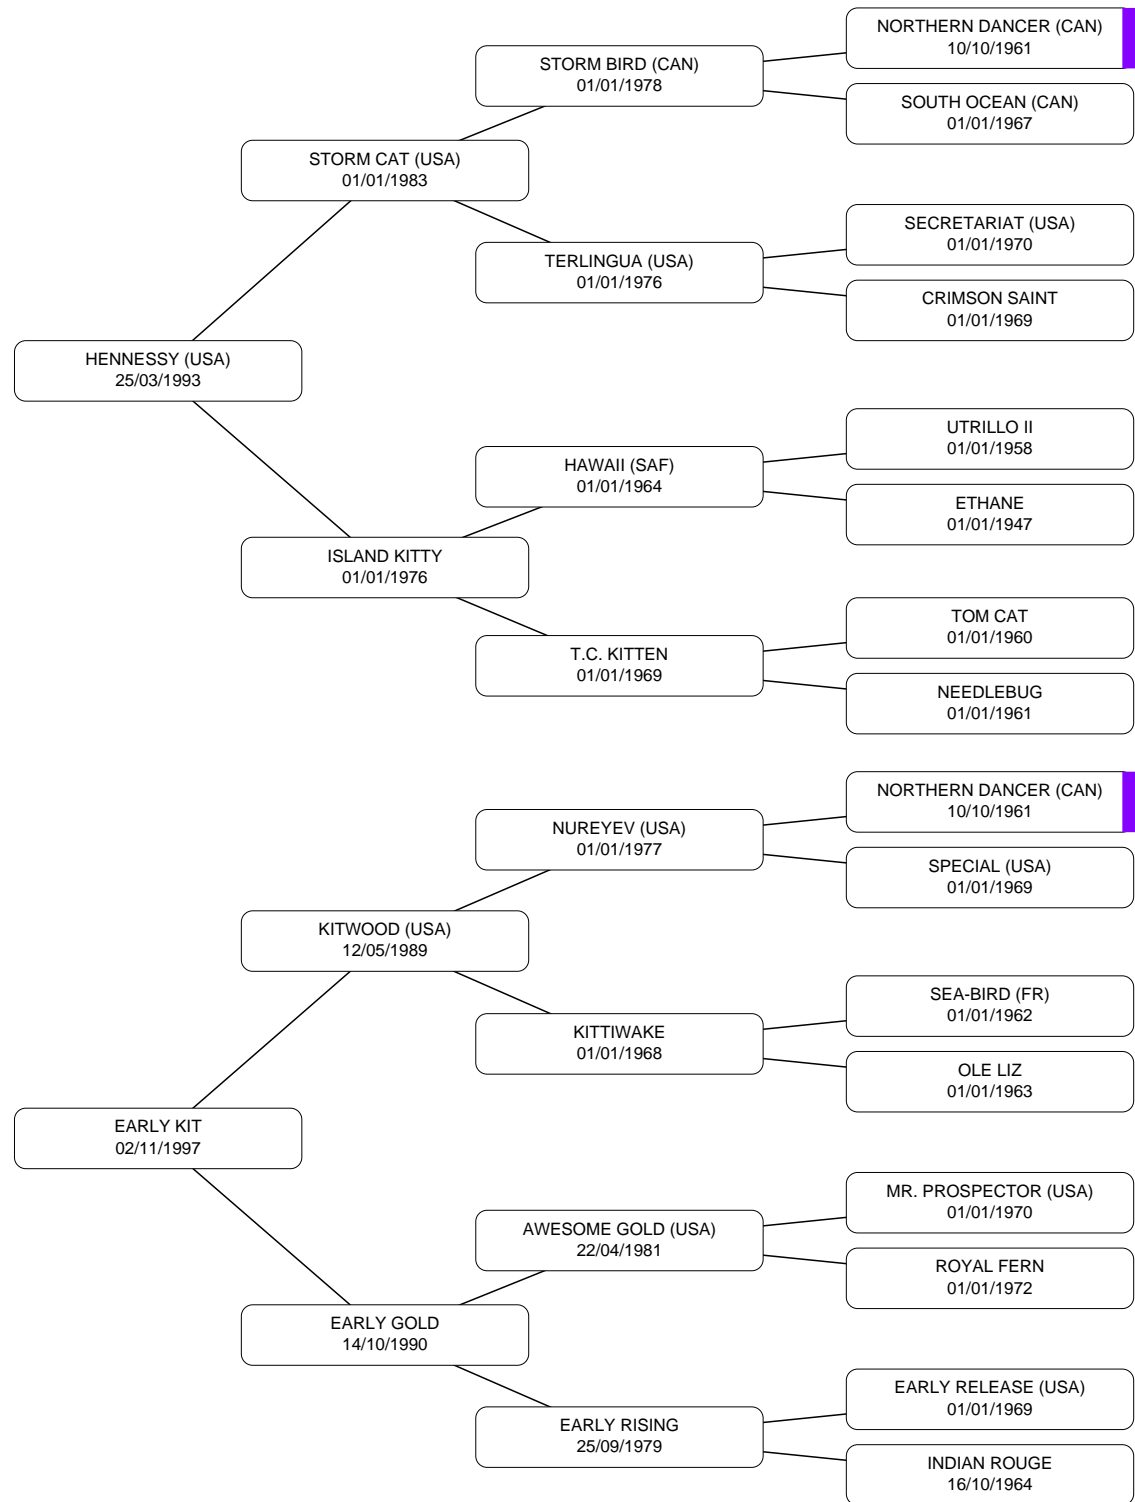 NORTHERN DANCER (CAN)
10/10/1961
STORM BIRD (CAN)
01/01/1978
SOUTH OCEAN (CAN)
01/01/1967
STORM CAT (USA)
01/01/1983
SECRETARIAT (USA)
01/01/1970
TERLINGUA (USA)
01/01/1976
CRIMSON SAINT
01/01/1969
HENNESSY (USA)
25/03/1993
UTRILLO II
01/01/1958
HAWAII (SAF)
01/01/1964
ETHANE
01/01/1947
ISLAND KITTY
01/01/1976
TOM CAT
01/01/1960
T.C. KITTEN
01/01/1969
NEEDLEBUG
01/01/1961
NORTHERN DANCER (CAN)
10/10/1961
NUREYEV (USA)
01/01/1977
SPECIAL (USA)
01/01/1969
KITWOOD (USA)
12/05/1989
SEA-BIRD (FR)
01/01/1962
KITTIWAKE
01/01/1968
OLE LIZ
01/01/1963
EARLY KIT
02/11/1997
MR. PROSPECTOR (USA)
01/01/1970
AWESOME GOLD (USA)
22/04/1981
ROYAL FERN
01/01/1972
EARLY GOLD
14/10/1990
EARLY RELEASE (USA)
01/01/1969
EARLY RISING
25/09/1979
INDIAN ROUGE
16/10/1964